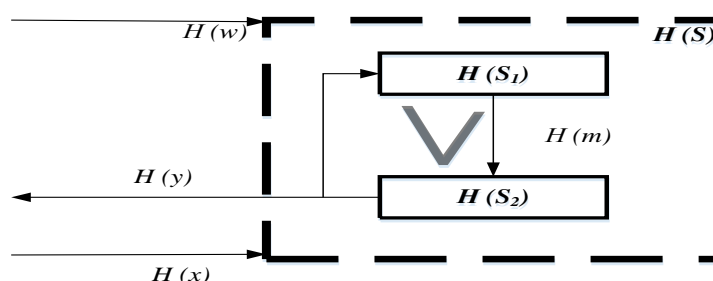 H (w)
H (S)
H (S₁)
H (m)
H (y)
H (S₂)
H (x)